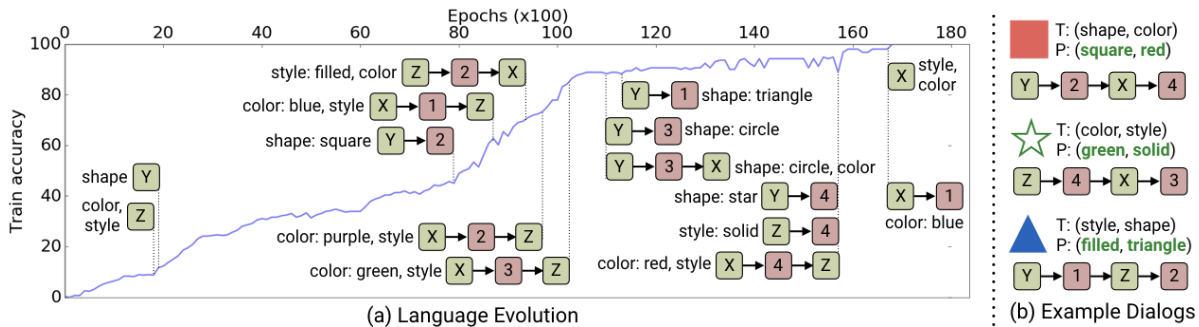 Epochs (x100)
0 20 40 60 80 100 120 140 160 180
Train accuracy
100
80
60
40
20
0
style: filled, color Z 2 X
color: blue, style X 1 Z
shape: square Y 2
shape Y
color, style Z
color: purple, style X 2 Z
color: green, style X 3 Z
Y 1 shape: triangle
Y 3 shape: circle
Y 3 X shape: circle, color
shape: star Y 4
style: solid Z 4
color: red, style X 4 Z
X style, color
X 1
color: blue
(a) Language Evolution
T: (shape, color)
P: (square, red)
Y 2 X 4
T: (color, style)
P: (green, solid)
Z 4 X 3
T: (style, shape)
P: (filled, triangle)
Y 1 Z 2
(b) Example Dialogs